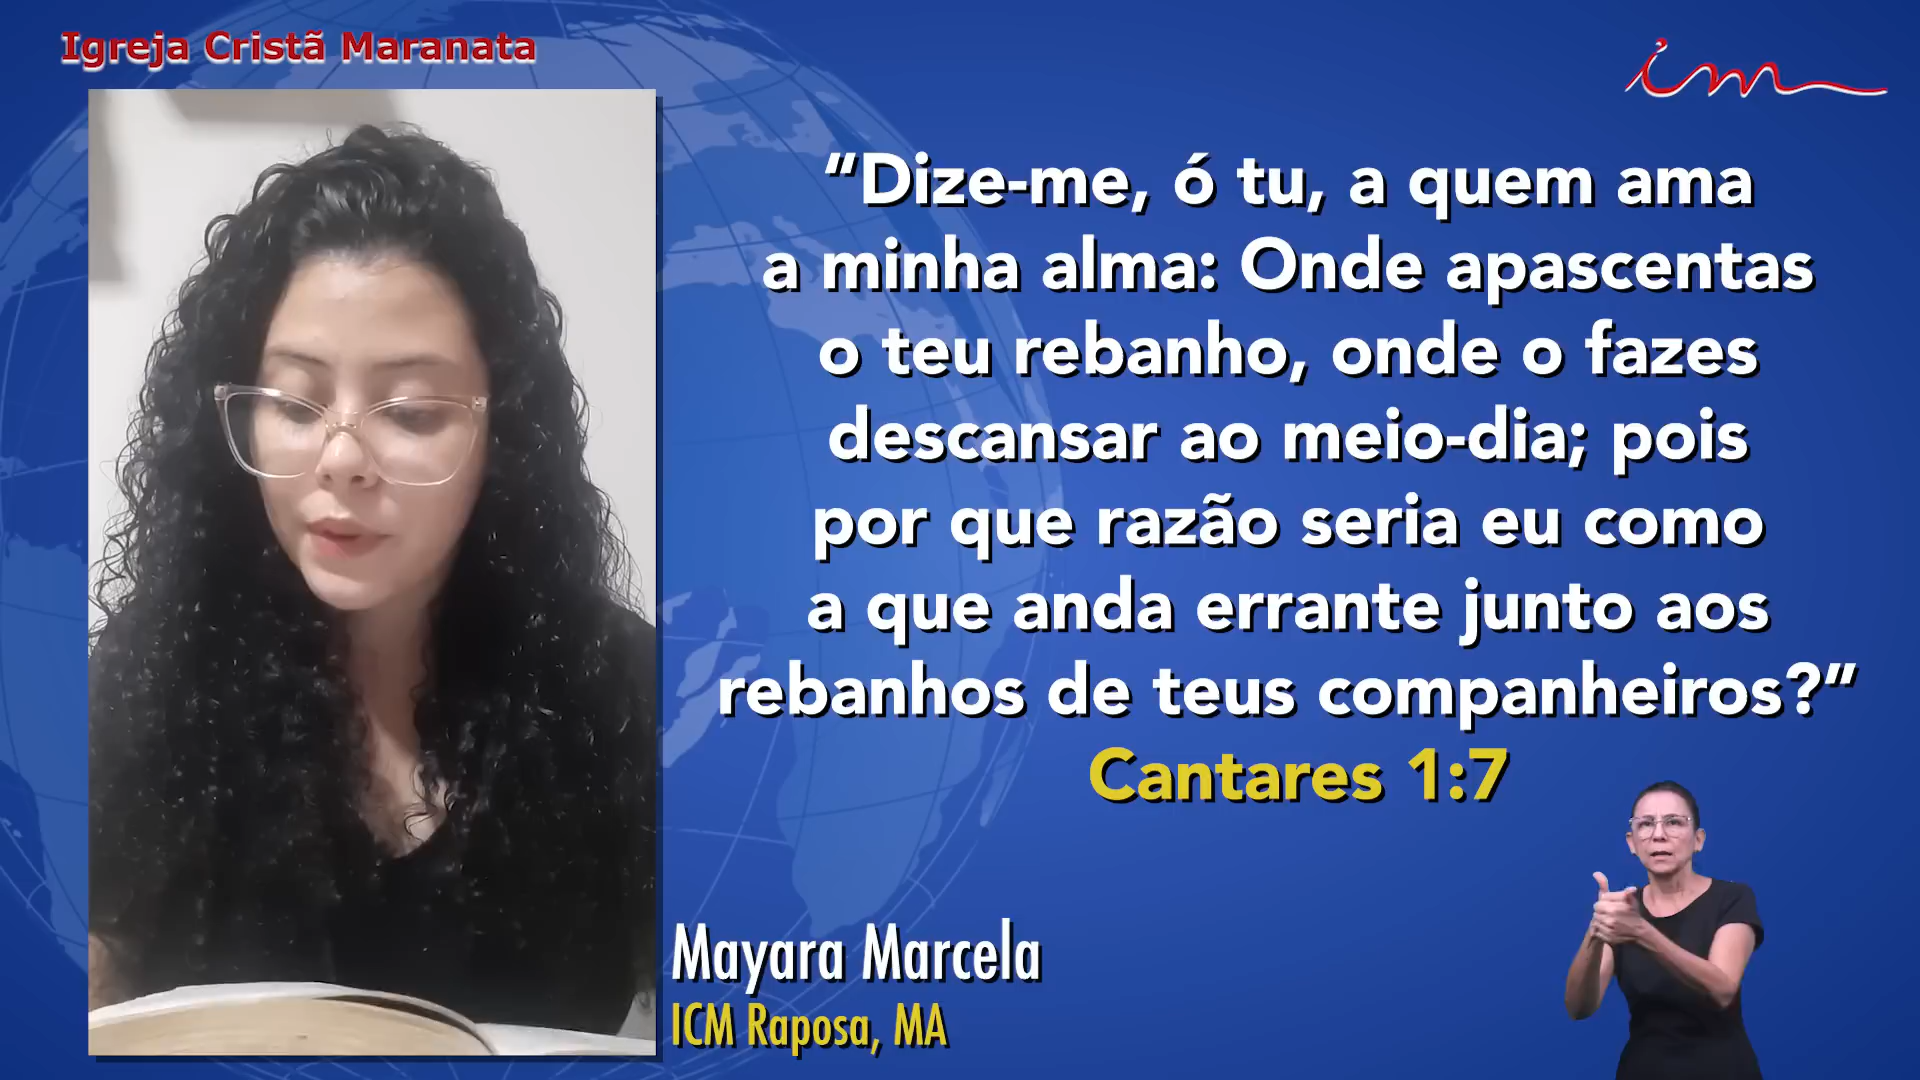 Igreja Cristã Maranata
im
“Dize-me, ó tu, a quem ama
a minha alma: Onde apascentas
o teu rebanho, onde o fazes
descansar ao meio-dia; pois
por que razão seria eu como
a que anda errante junto aos
rebanhos de teus companheiros?”
Cantares 1:7
Mayara Marcela
ICM Raposa, MA